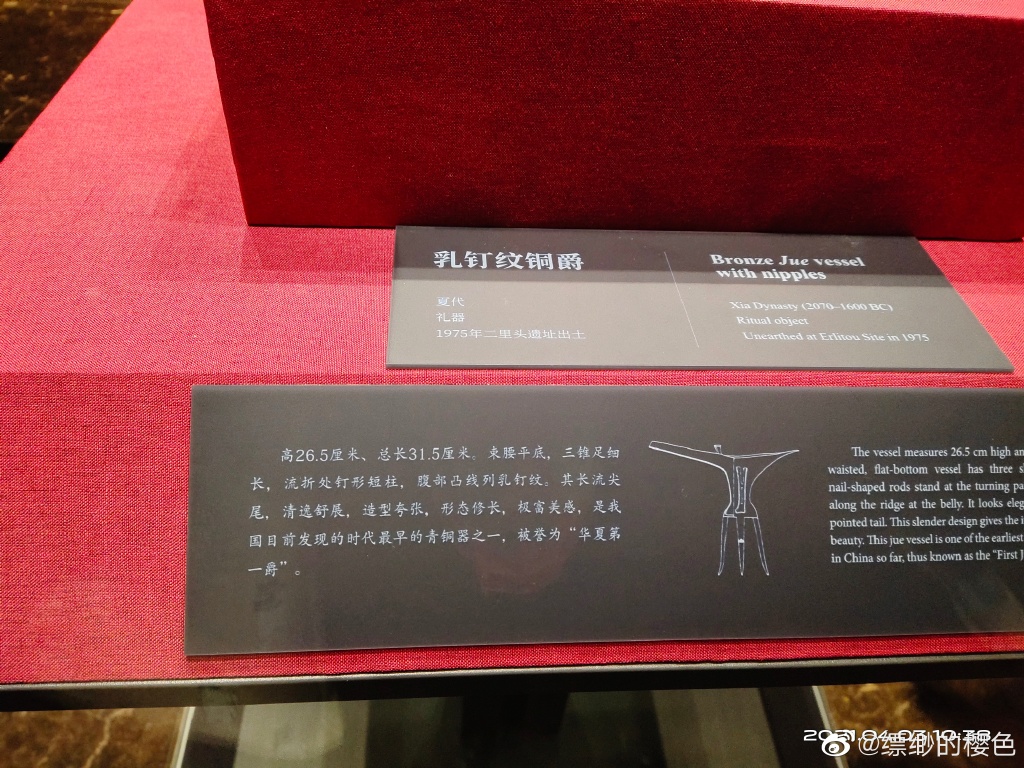 乳钉纹铜爵
夏代
礼器
1975年二里头遗址出土
Bronze Jue vessel
with nipples
Xia Dynasty (2070–1600 BC)
Ritual object
Unearthed at Erlitou Site in 1975
高26.5厘米、总长31.5厘米。束腰平底，三锥足细
长，流折处钉形短柱，腹部凸线列乳钉纹。其长流尖
尾，清逸舒展，造型夸张，形态修长，极富美感，是我
国目前发现的时代最早的青铜器之一，被誉为“华夏第
一爵”。
The vessel measures 26.5 cm high an
waisted, flat-bottom vessel has three s
nail-shaped rods stand at the turning pa
along the ridge at the belly. It looks eleg
pointed tail. This slender design gives the i
beauty. This jue vessel is one of the earliest
in China so far, thus known as the "First J
@缥缈的樱色